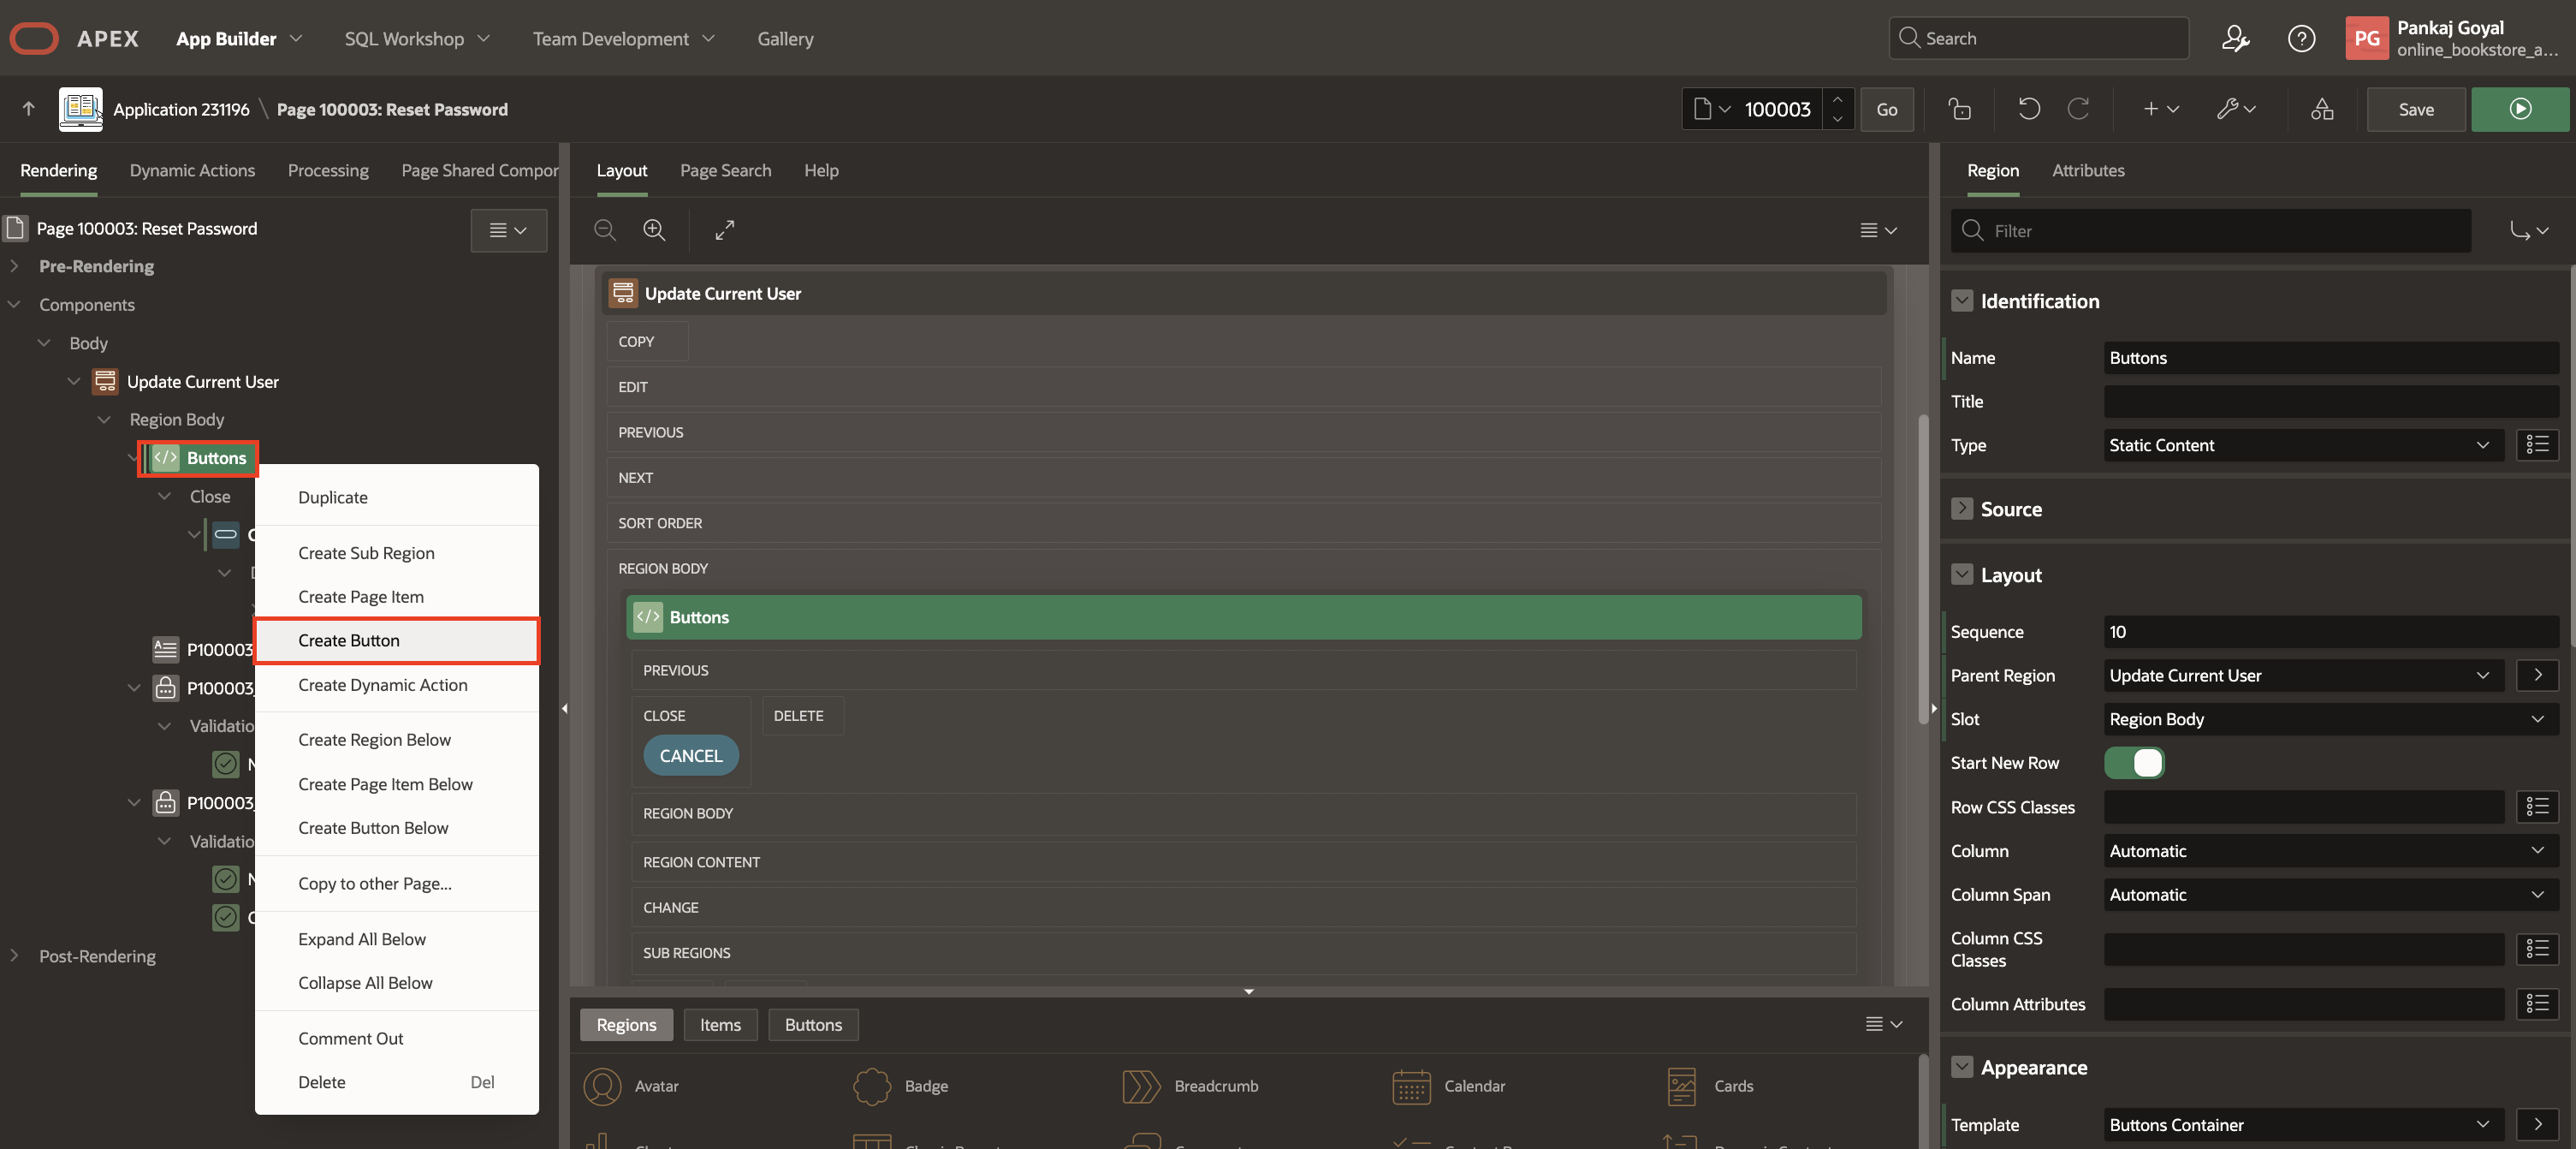 APEX App Builder SQL Workshop Team Development Gallery Search PG Pankaj Goyal
online_bookstore_a...
Application 231196 \ Page 100003: Reset Password 100003 Go Save
Rendering Dynamic Actions Processing Page Shared Compon
Page 100003: Reset Password
Pre-Rendering
Components
Body
Update Current User
Region Body
Buttons
Close
P100003
P100003_
Validatio
P100003_
Validatio
Post-Rendering
Duplicate
Create Sub Region
Create Page Item
Create Button
Create Dynamic Action
Create Region Below
Create Page Item Below
Create Button Below
Copy to other Page...
Expand All Below
Collapse All Below
Comment Out
Delete Del
Layout Page Search Help
Update Current User
COPY
EDIT
PREVIOUS
NEXT
SORT ORDER
REGION BODY
Buttons
PREVIOUS
CLOSE DELETE
CANCEL
REGION BODY
REGION CONTENT
CHANGE
SUB REGIONS
Regions Items Buttons
Avatar Badge Breadcrumb Calendar Cards
Region Attributes
Filter
Identification
Name Buttons
Title
Type Static Content
Source
Layout
Sequence 10
Parent Region Update Current User
Slot Region Body
Start New Row
Row CSS Classes
Column Automatic
Column Span Automatic
Column CSS
Classes
Column Attributes
Appearance
Template Buttons Container